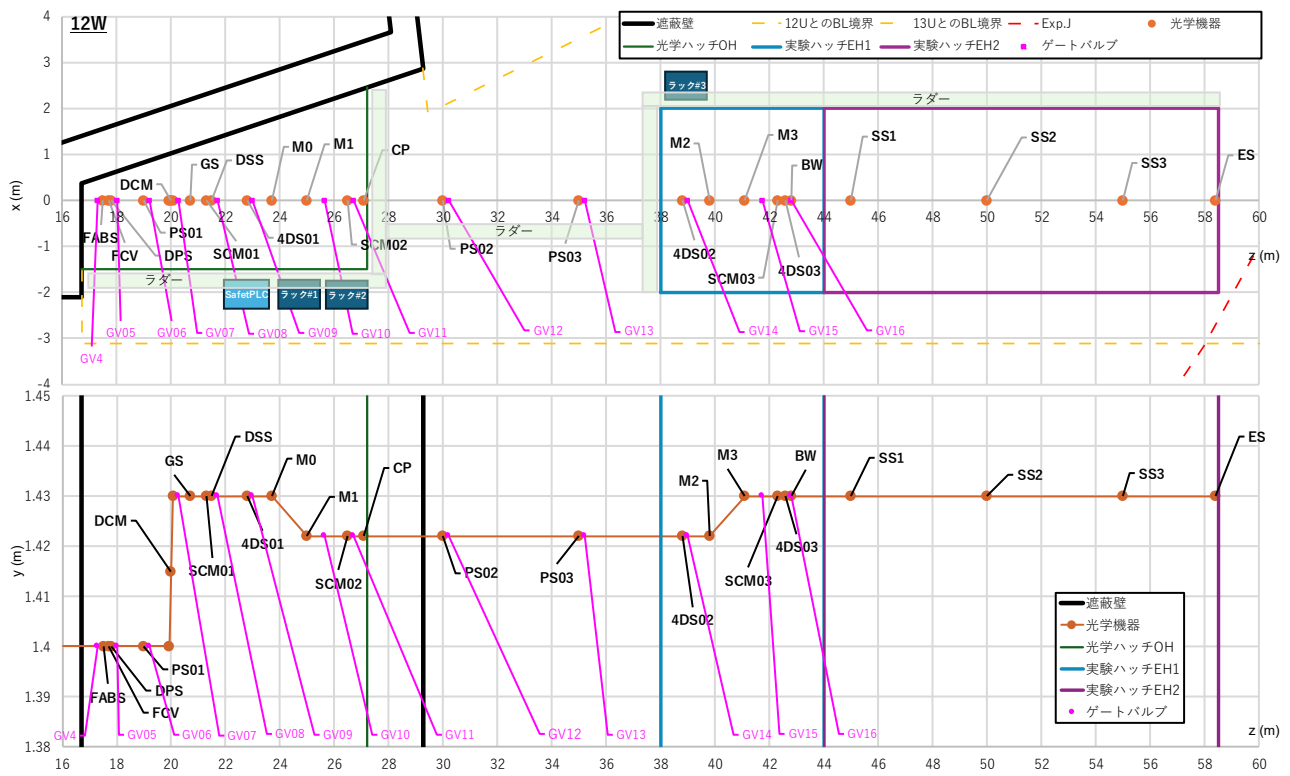 12W
遮蔽壁
12UとのBL境界
13UとのBL境界
Exp.J
光学機器
光学ハッチOH
実験ハッチEH1
実験ハッチEH2
ゲートバルブ
4
3
2
1
0
-1
-2
-3
-4
x (m)
16 18 20 22 24 26 28 30 32 34 36 38 40 42 44 46 48 50 52 54 56 58 60
z (m)
ラック#3
ラダー
DCM
GS
DSS
M0
M1
CP
M2
M3
BW
SS1
SS2
SS3
ES
FABS
FCV
PS01
DPS
SCM01
4DS01
SCM02
PS02
ラダー
PS03
4DS02
SCM03
4DS03
ラダー
SafetPLC
ラック#1
ラック#2
GV4
GV05
GV06
GV07
GV08
GV09
GV10
GV11
GV12
GV13
GV14
GV15
GV16
1.45
1.44
1.43
1.42
1.41
1.4
1.39
1.38
y (m)
DCM
GS
DSS
M0
M1
CP
M2
M3
BW
SS1
SS2
SS3
ES
SCM01
4DS01
SCM02
PS02
PS03
4DS02
SCM03
4DS03
FABS
PS01
DPS
FCV
遮蔽壁
光学機器
光学ハッチOH
実験ハッチEH1
実験ハッチEH2
ゲートバルブ
GV4
GV05
GV06
GV07
GV08
GV09
GV10
GV11
GV12
GV13
GV14
GV15
GV16
z (m)
16 18 20 22 24 26 28 30 32 34 36 38 40 42 44 46 48 50 52 54 56 58 60